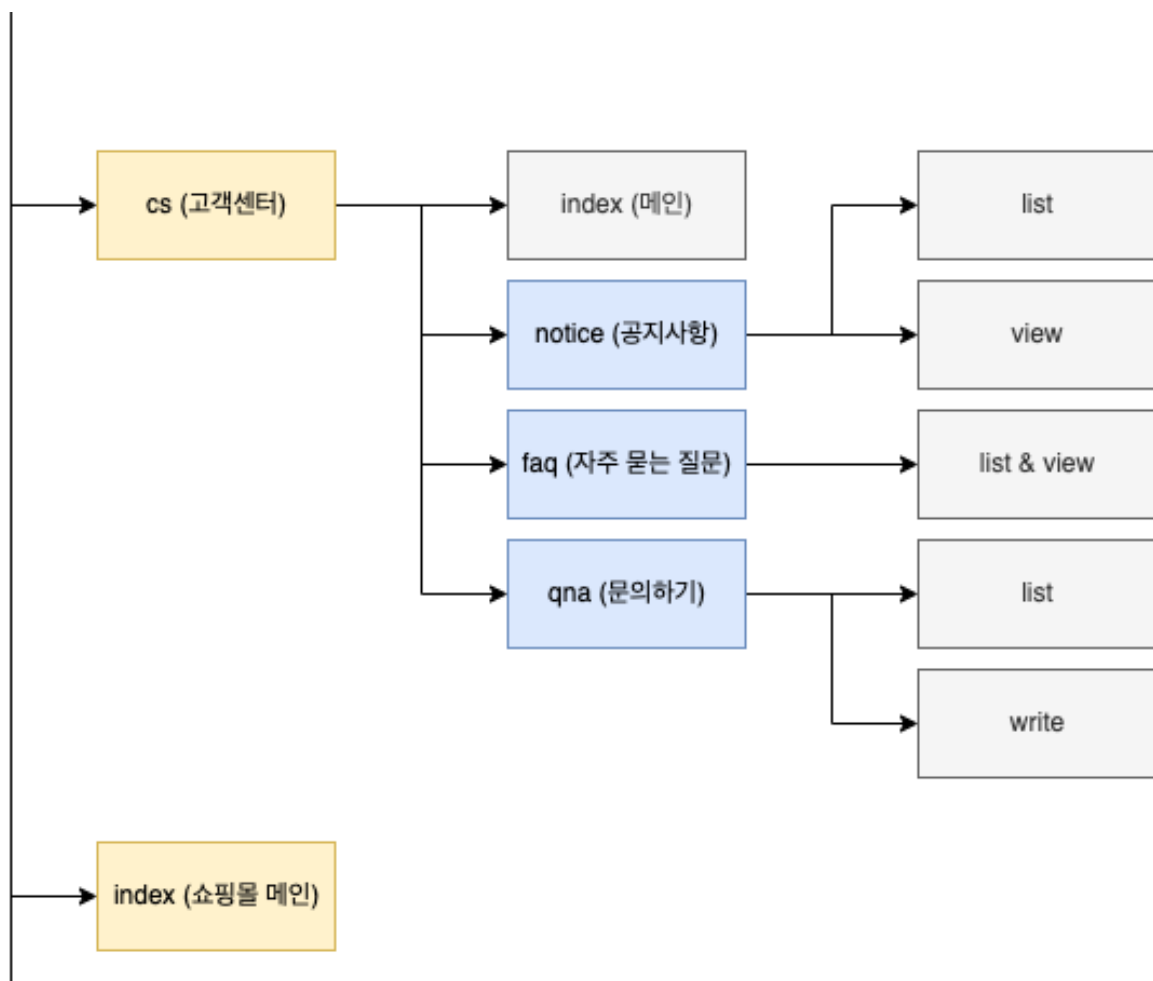 cs (고객센터)
index (메인)
list
notice (공지사항)
view
faq (자주 묻는 질문)
list & view
qna (문의하기)
list
write
index (쇼핑몰 메인)